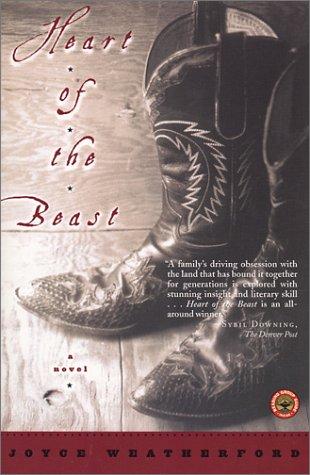 Heart
of
the
Beast
"A family's driving obsession with
the land that has bound it together
for generations is explored with
stunning insight and literary skill
. . . Heart of the Beast is an all-
around winner."
—Sybil Downing,
The Denver Post
a
novel
JOYCE WEATHERFORD